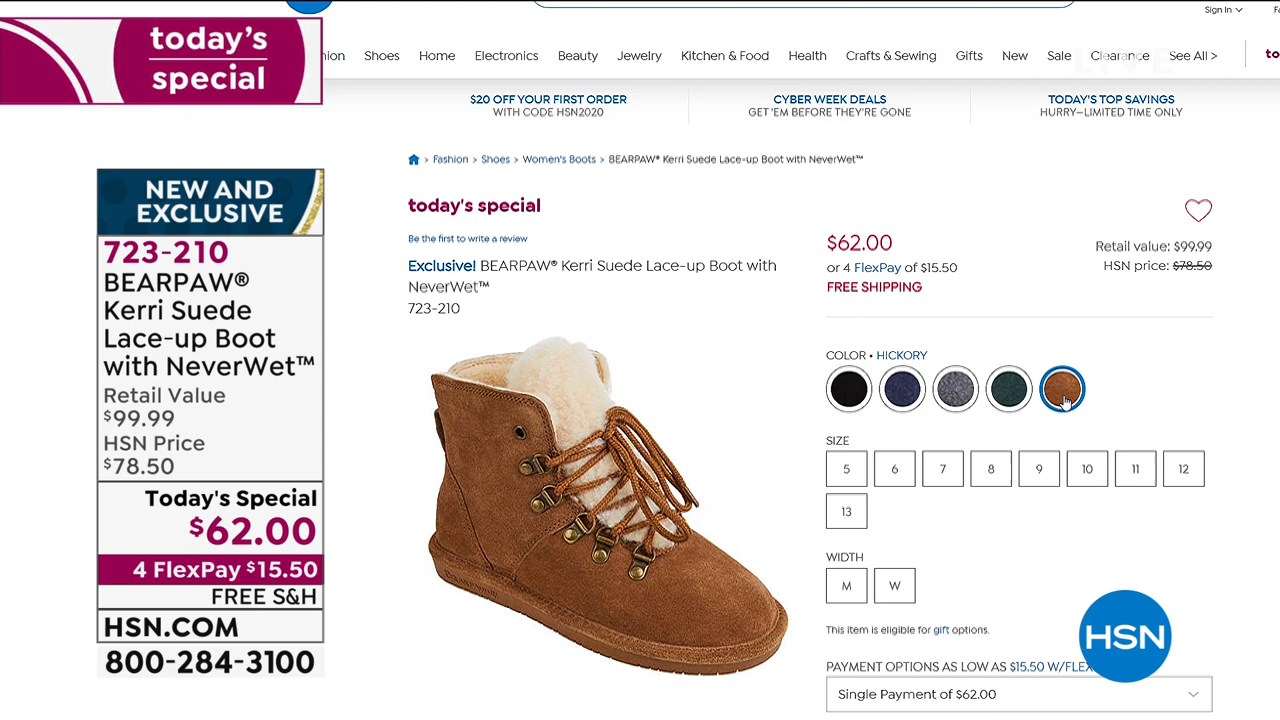 today's
special
Sign In
Fa
hion
Shoes
Home
Electronics
Beauty
Jewelry
Kitchen & Food
Health
Crafts & Sewing
Gifts
New
Sale
Clearance
See All >
to
LIVE
$20 OFF YOUR FIRST ORDER
WITH CODE HSN2020
CYBER WEEK DEALS
GET 'EM BEFORE THEY'RE GONE
TODAY'S TOP SAVINGS
HURRY—LIMITED TIME ONLY
> Fashion > Shoes > Women's Boots > BEARPAW® Kerri Suede Lace-up Boot with NeverWet™
NEW AND
EXCLUSIVE
723-210
BEARPAW®
Kerri Suede
Lace-up Boot
with NeverWet™
Retail Value
$99.99
HSN Price
$78.50
Today's Special
$62.00
4 FlexPay $15.50
FREE S&H
HSN.COM
800-284-3100
today's special
Be the first to write a review
Exclusive! BEARPAW® Kerri Suede Lace-up Boot with
NeverWet™
723-210
$62.00
or 4 FlexPay of $15.50
FREE SHIPPING
Retail value: $99.99
HSN price: $78.50
COLOR • HICKORY
SIZE
5 6 7 8 9 10 11 12
13
WIDTH
M W
This item is eligible for gift options.
PAYMENT OPTIONS AS LOW AS $15.50 W/FLEX
Single Payment of $62.00
HSN